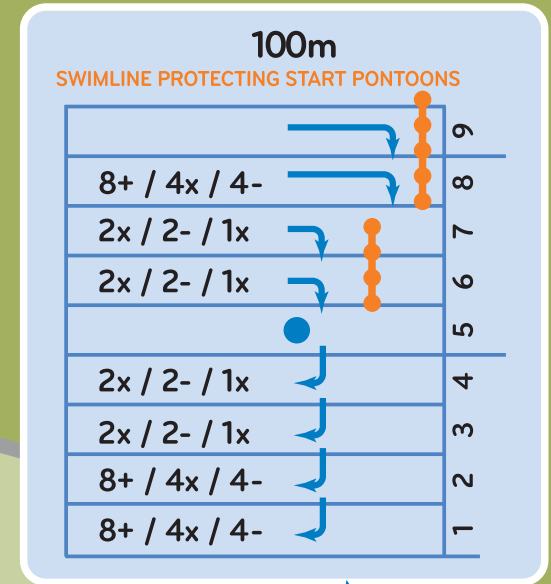 100m
SWIMLINE PROTECTING START PONTOONS
9
8+ / 4x / 4- 8
2x / 2- / 1x 7
2x / 2- / 1x 6
5
2x / 2- / 1x 4
2x / 2- / 1x 3
8+ / 4x / 4- 2
8+ / 4x / 4- 1